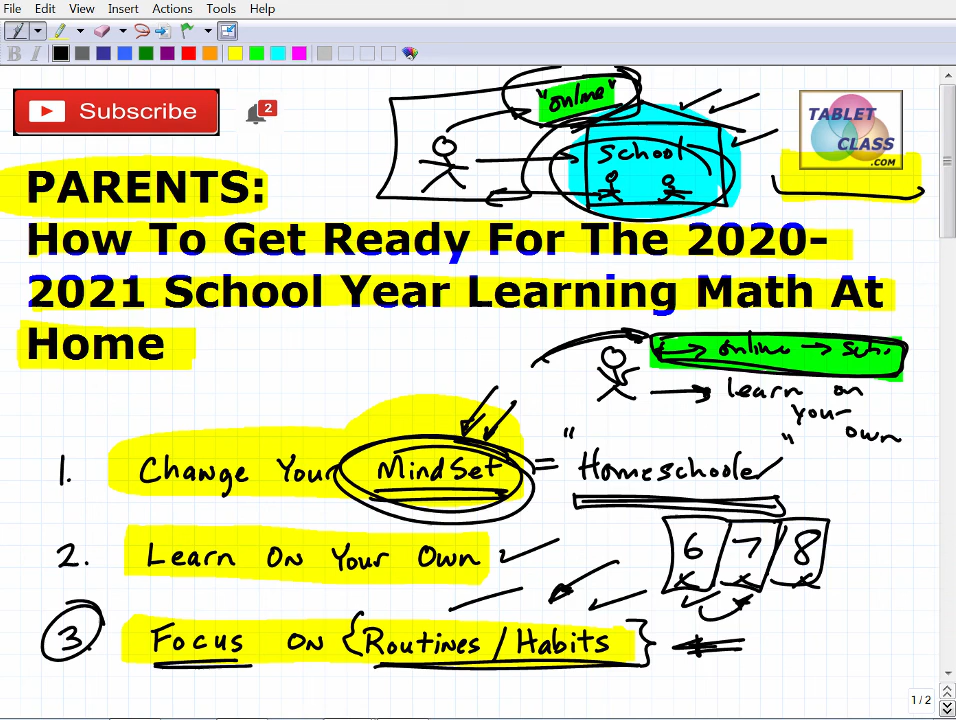 File Edit View Insert Actions Tools Help
B I
Subscribe
2
"online"
school
TABLET
CLASS
.COM
PARENTS:
How To Get Ready For The 2020-
2021 School Year Learning Math At
Home
online → sch.
learn on
your
own
1. Change Your MindSet = "Homeschooler"
2. Learn On Your Own
6 7 8
3. Focus on {Routines / Habits}
1 / 2